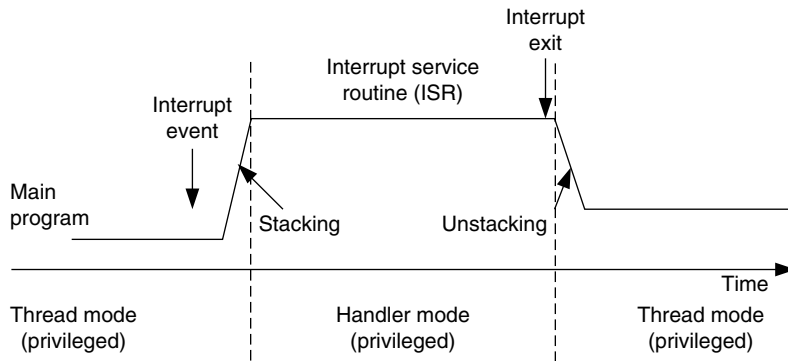 Interrupt
exit
Interrupt service
routine (ISR)
Interrupt
event
Main
program
Stacking
Unstacking
Time
Thread mode
(privileged)
Handler mode
(privileged)
Thread mode
(privileged)